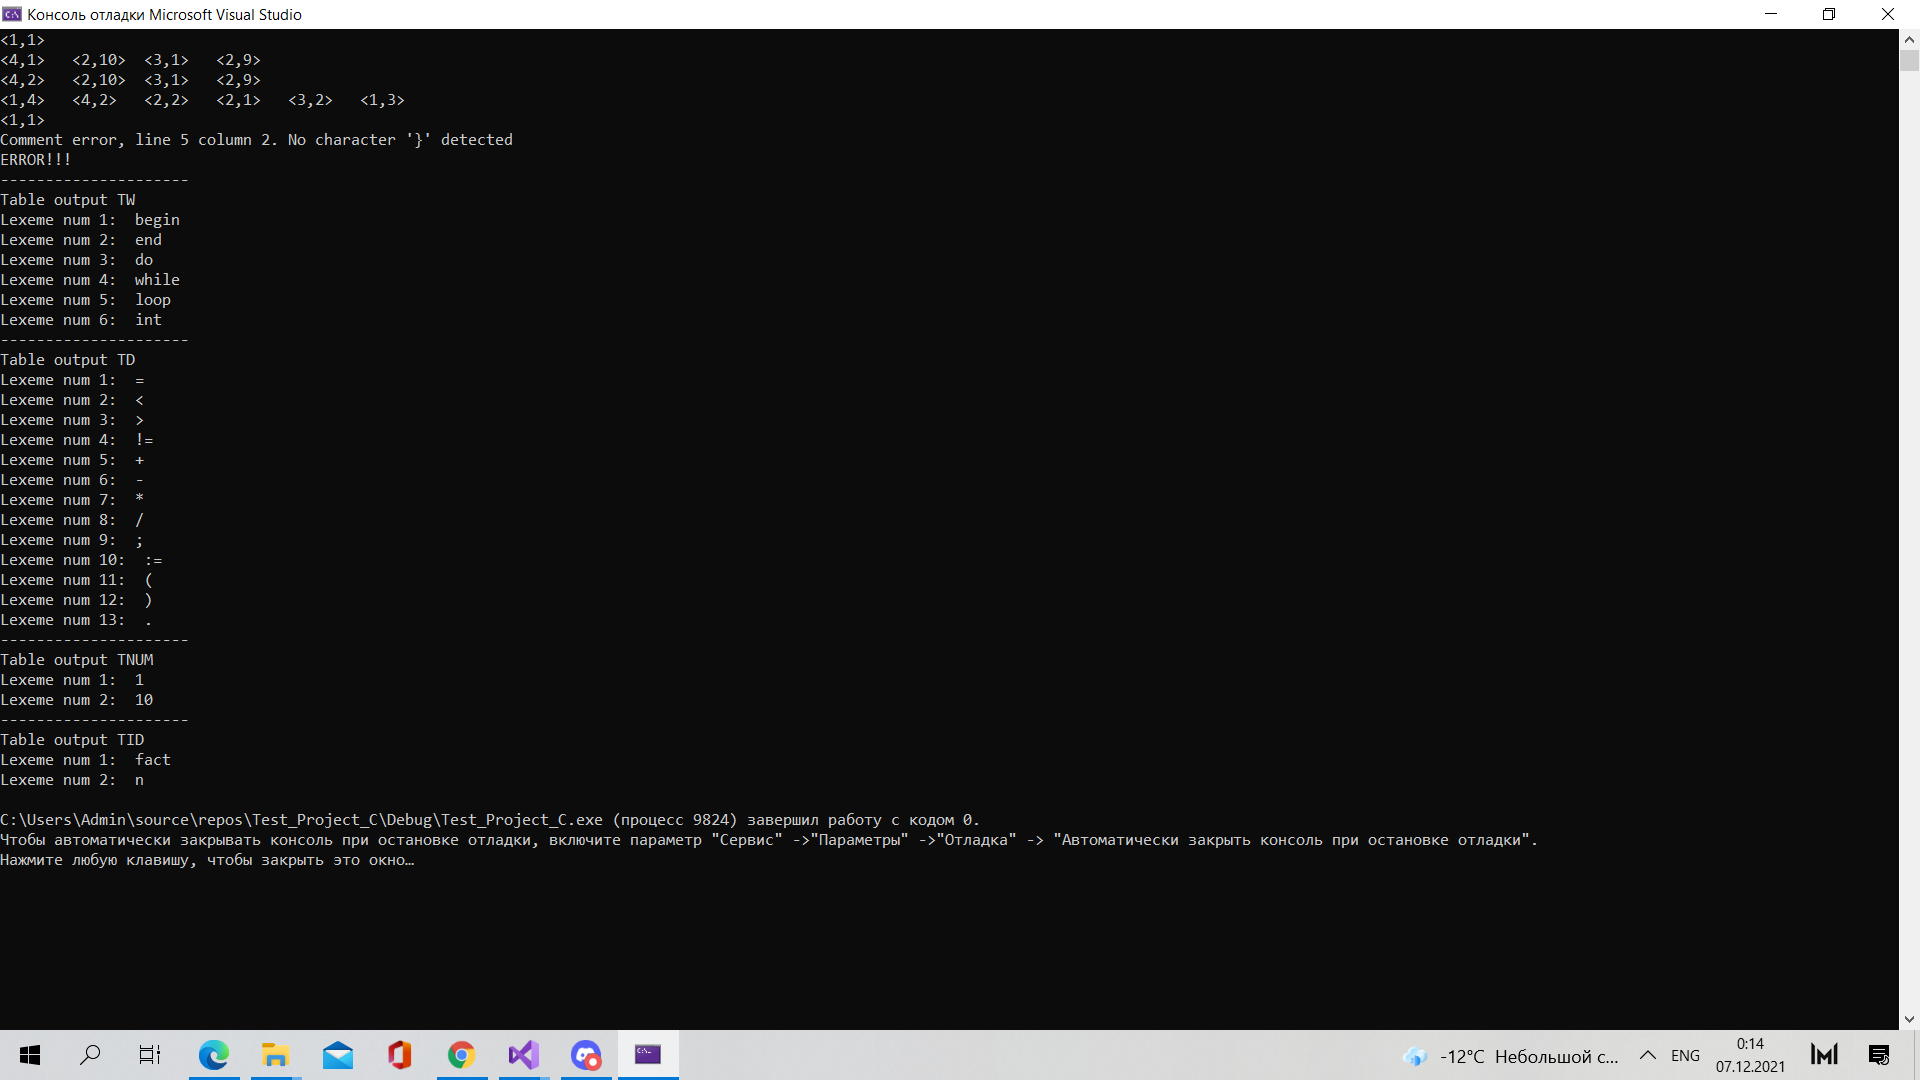 Консоль отладки Microsoft Visual Studio
<1,1>
<4,1>   <2,10>  <3,1>   <2,9>
<4,2>   <2,10>  <3,1>   <2,9>
<1,4>   <4,2>   <2,2>   <2,1>   <3,2>   <1,3>
<1,1>
Comment error, line 5 column 2. No character '}' detected
ERROR!!!
---------------------
Table output TW
Lexeme num 1:  begin
Lexeme num 2:  end
Lexeme num 3:  do
Lexeme num 4:  while
Lexeme num 5:  loop
Lexeme num 6:  int
---------------------
Table output TD
Lexeme num 1:  =
Lexeme num 2:  <
Lexeme num 3:  >
Lexeme num 4:  !=
Lexeme num 5:  +
Lexeme num 6:  -
Lexeme num 7:  *
Lexeme num 8:  /
Lexeme num 9:  ;
Lexeme num 10:  :=
Lexeme num 11:  (
Lexeme num 12:  )
Lexeme num 13:  .
---------------------
Table output TNUM
Lexeme num 1:  1
Lexeme num 2:  10
---------------------
Table output TID
Lexeme num 1:  fact
Lexeme num 2:  n
C:\Users\Admin\source\repos\Test_Project_C\Debug\Test_Project_C.exe (процесс 9824) завершил работу с кодом 0.
Чтобы автоматически закрывать консоль при остановке отладки, включите параметр "Сервис" ->"Параметры" ->"Отладка" -> "Автоматически закрыть консоль при остановке отладки".
Нажмите любую клавишу, чтобы закрыть это окно…
-12°C Небольшой с... ENG
0:14
07.12.2021